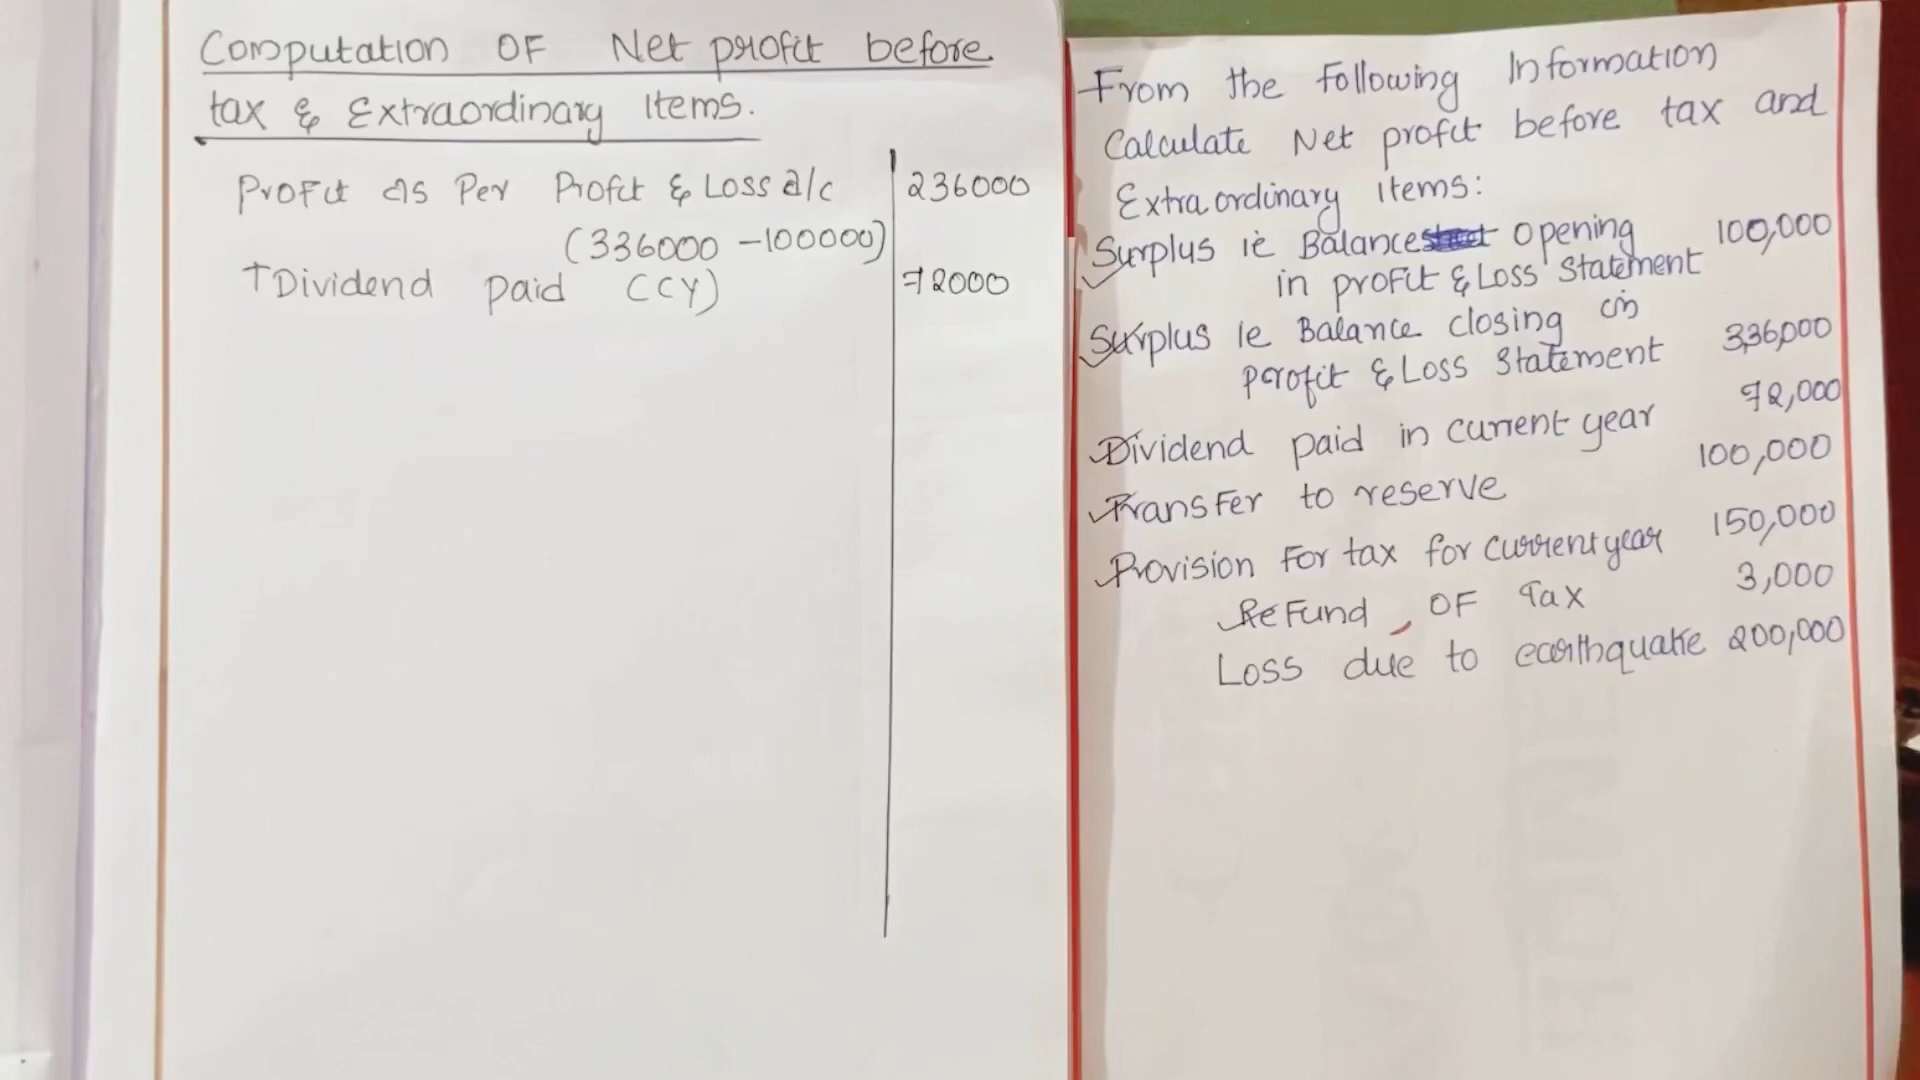 Computation OF Net profit before
tax & Extraordinary Items.
Profit as Per Profit & Loss a/c 236000
(336000 -100000)
+Dividend paid (CY) 72000
From the Following Information
Calculate Net profit before tax and
Extra ordinary items:
Surplus ie Balance opening 100,000
in profit & Loss Statement
Surplus ie Balance closing in
profit & Loss Statement 336,000
Dividend paid in current year 72,000
Transfer to reserve 100,000
Provision For tax for current year 150,000
Refund OF Tax 3,000
Loss due to earthquake 200,000